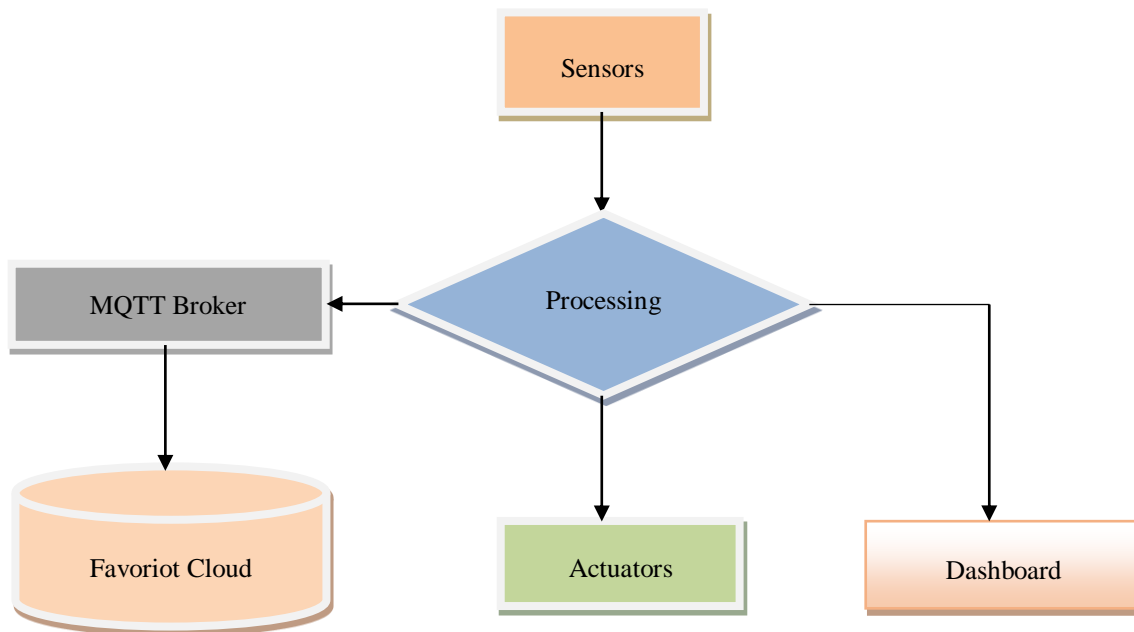 Sensors
MQTT Broker
Processing
Favoriot Cloud
Actuators
Dashboard